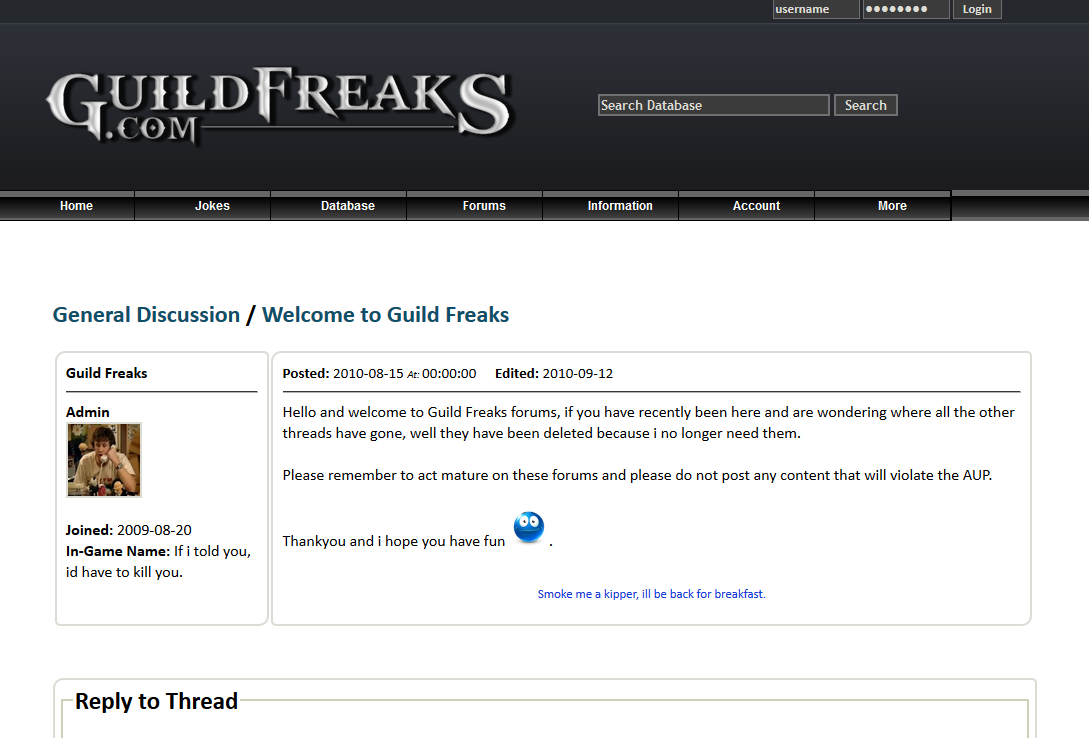 username ●●●●●●●● Login
GUILDFREAKS
.COM
Search Database Search
Home Jokes Database Forums Information Account More
General Discussion / Welcome to Guild Freaks
Guild Freaks
Admin
Joined: 2009-08-20
In-Game Name: If i told you,
id have to kill you.
Posted: 2010-08-15 At: 00:00:00 Edited: 2010-09-12
Hello and welcome to Guild Freaks forums, if you have recently been here and are wondering where all the other
threads have gone, well they have been deleted because i no longer need them.
Please remember to act mature on these forums and please do not post any content that will violate the AUP.
Thankyou and i hope you have fun .
Smoke me a kipper, ill be back for breakfast.
Reply to Thread